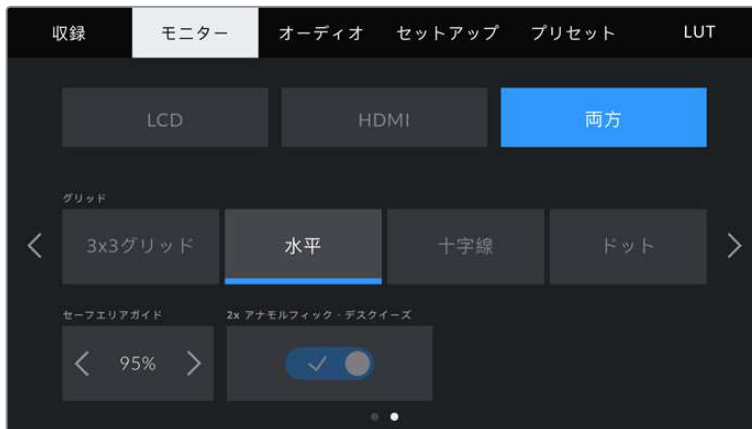 収録 モニター オーディオ セットアップ プリセット LUT
LCD HDMI 両方
グリッド
3x3グリッド 水平 十字線 ドット
セーフエリアガイド 2x アナモルフィック・デスクイーズ
95%